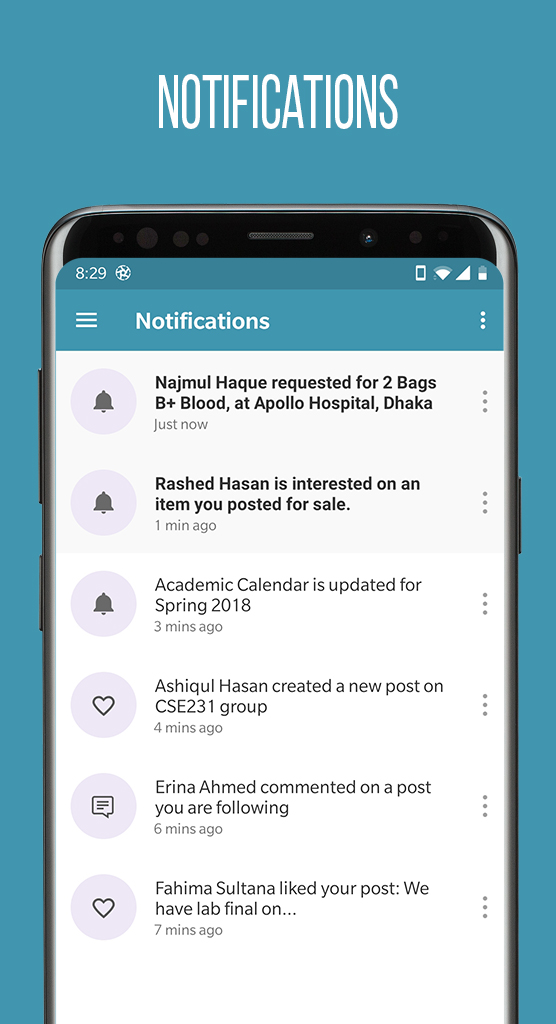 NOTIFICATIONS
8:29
Notifications
Najmul Haque requested for 2 Bags
B+ Blood, at Apollo Hospital, Dhaka
Just now
Rashed Hasan is interested on an
item you posted for sale.
1 min ago
Academic Calendar is updated for
Spring 2018
3 mins ago
Ashiqul Hasan created a new post on
CSE231 group
4 mins ago
Erina Ahmed commented on a post
you are following
6 mins ago
Fahima Sultana liked your post: We
have lab final on...
7 mins ago